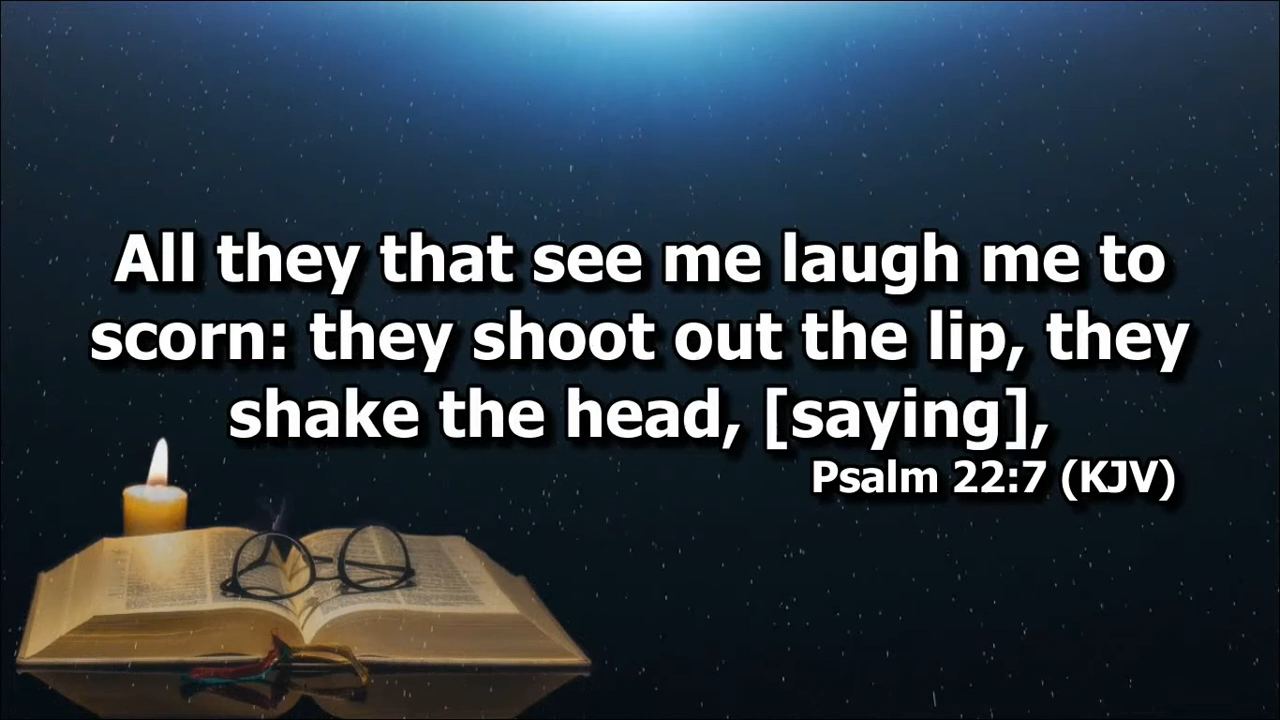 All they that see me laugh me to
scorn: they shoot out the lip, they
shake the head, [saying],
Psalm 22:7 (KJV)